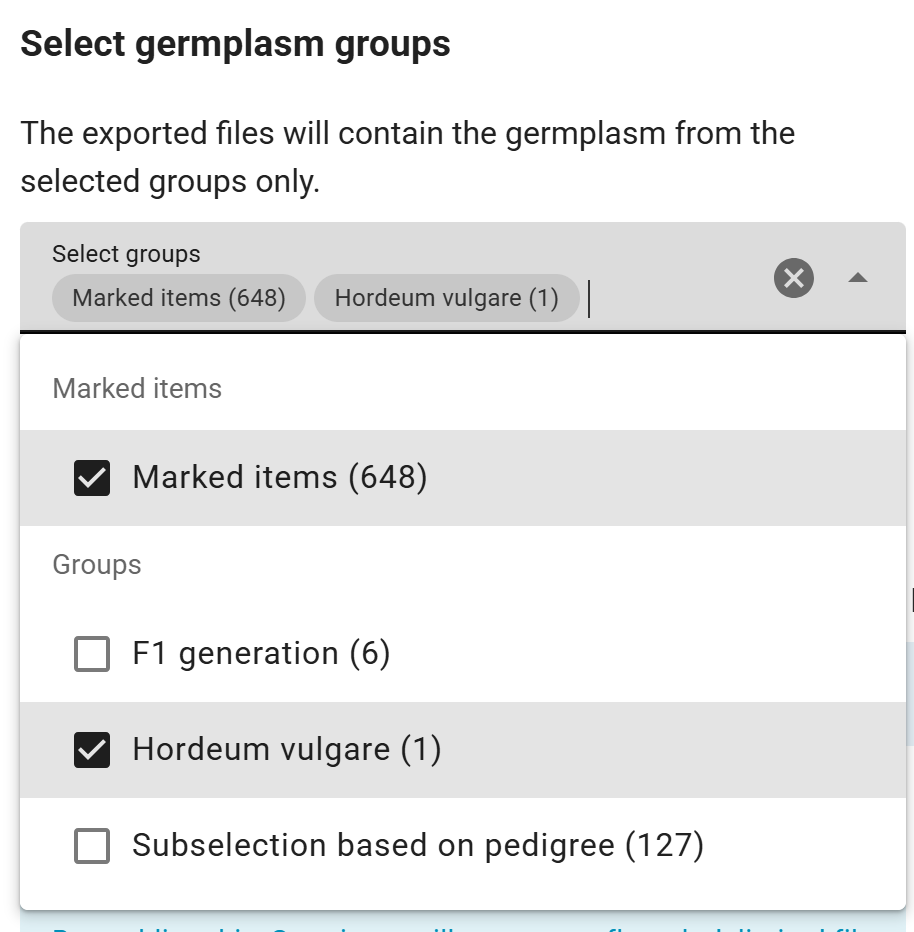 Select germplasm groups
The exported files will contain the germplasm from the
selected groups only.
Select groups
Marked items (648) Hordeum vulgare (1)
Marked items
Marked items (648)
Groups
F1 generation (6)
Hordeum vulgare (1)
Subselection based on pedigree (127)